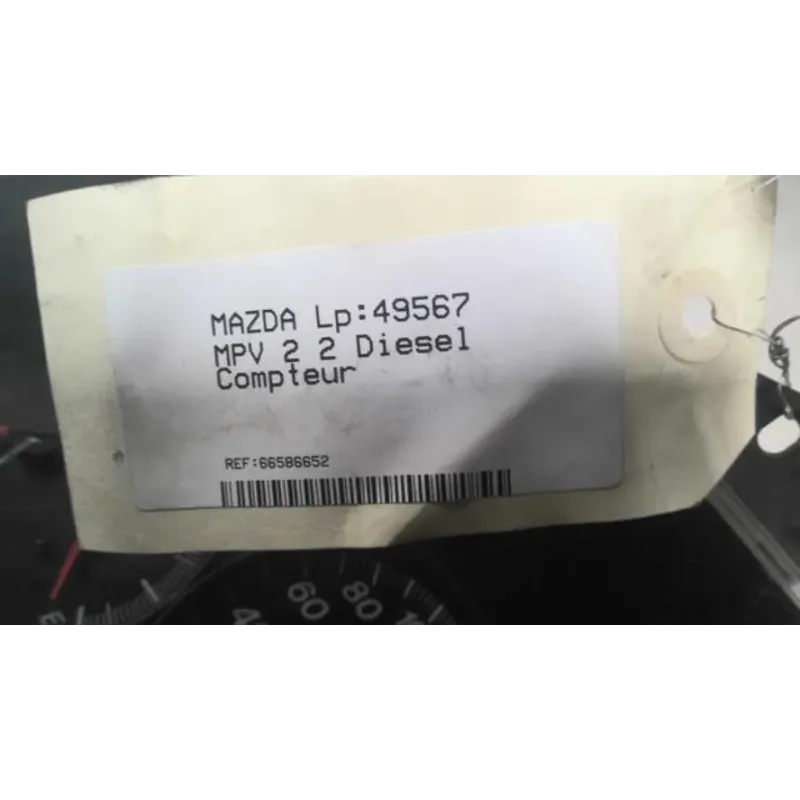 MAZDA Lp:49567
MPV 2 2 Diesel
Compteur
REF:66586652
E
60
80